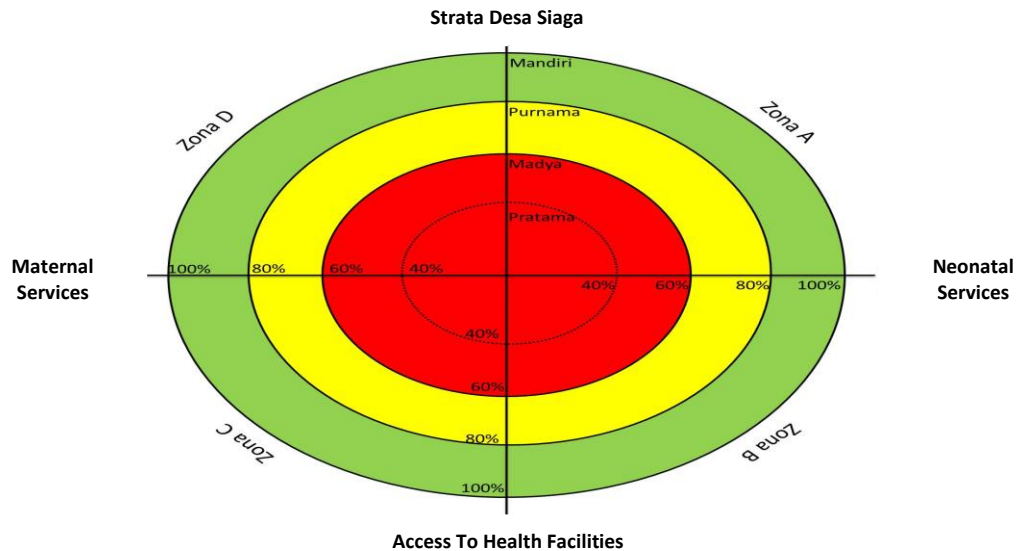 Strata Desa Siaga
Mandiri
Zona D
Zona A
Purnama
Madya
Pratama
Maternal
Services
100%
80%
60%
40%
40%
60%
80%
100%
Neonatal
Services
40%
60%
80%
100%
Zona C
Zona B
Access To Health Facilities